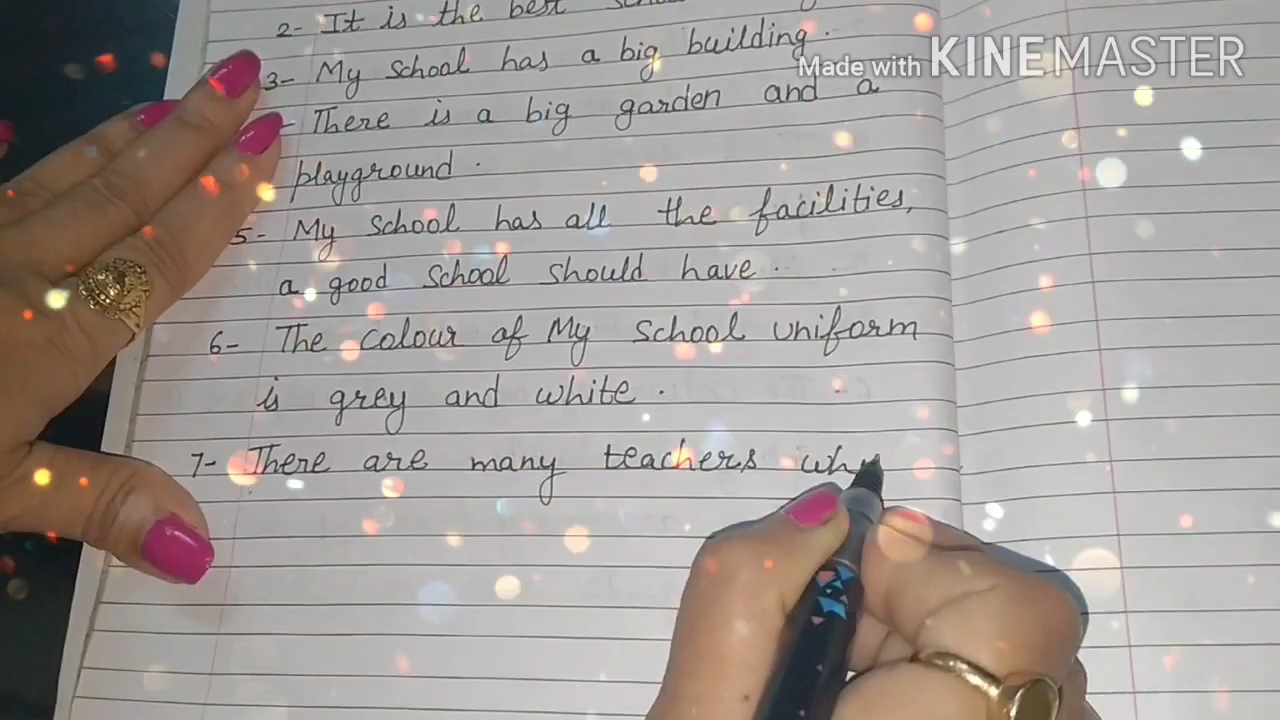 2- It is the best
3- My School has a big building.
Made with KINEMASTER
- There is a big garden and a
playground.
5- My School has all the facilities,
a good School should have.
6- The Colour of My School Uniform
is grey and white.
7- There are many teachers who